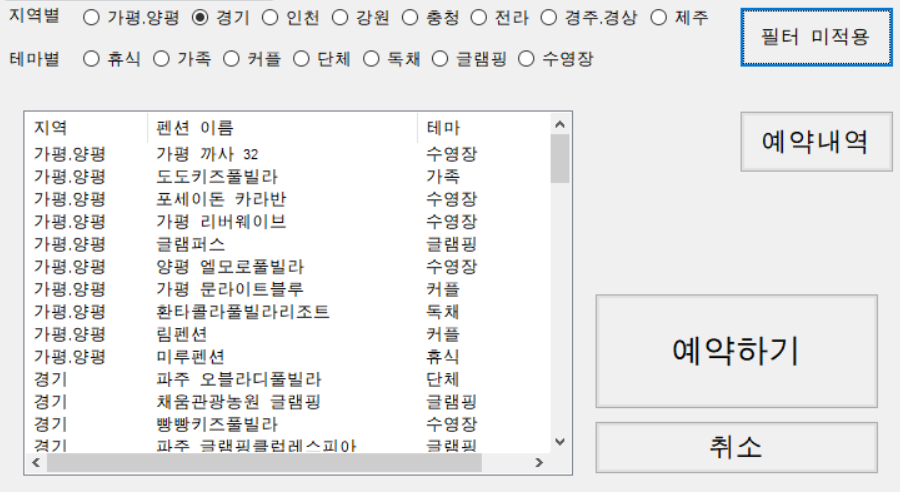 지역별 가평.양평 경기 인천 강원 충청 전라 경주.경상 제주
필터 미적용
테마별 휴식 가족 커플 단체 독채 글램핑 수영장
예약내역
지역 펜션 이름 테마
가평.양평 가평 까사 32 수영장
가평.양평 도도키즈풀빌라 가족
가평.양평 포세이돈 카라반 수영장
가평.양평 가평 리버웨이브 수영장
가평.양평 글램퍼스 글램핑
가평.양평 양평 엘모로풀빌라 수영장
가평.양평 가평 문라이트블루 커플
가평.양평 환타콜라풀빌라리조트 독채
가평.양평 림펜션 커플
가평.양평 미루펜션 휴식
경기 파주 오블라디풀빌라 단체
경기 채움관광농원 글램핑 글램핑
경기 빵빵키즈풀빌라 수영장
경기 파주 글램핑클럽레스피아 글램핑
예약하기
취소